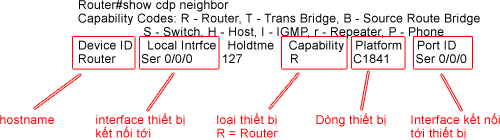 Router#show cdp neighbor
Capability Codes: R - Router, T - Trans Bridge, B - Source Route Bridge
S - Switch, H - Host, I - IGMP, r - Repeater, P - Phone
Device ID Local Intrfce Holdtme Capability Platform Port ID
Router Ser 0/0/0 127 R C1841 Ser 0/0/0
hostname interface thiết bị loại thiết bị Dòng thiết bị Interface kết nối
kết nối tới R = Router tới thiết bị